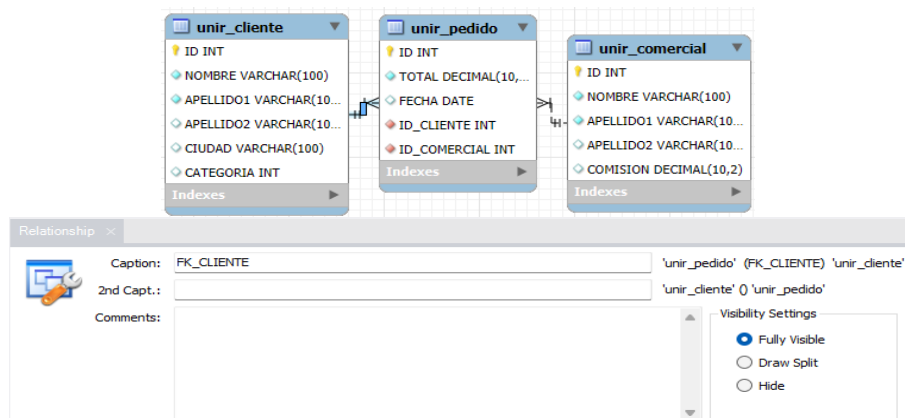 unir_cliente
ID INT
NOMBRE VARCHAR(100)
APELLIDO1 VARCHAR(10...
APELLIDO2 VARCHAR(10...
CIUDAD VARCHAR(100)
CATEGORIA INT
Indexes
unir_pedido
ID INT
TOTAL DECIMAL(10,...
FECHA DATE
ID_CLIENTE INT
ID_COMERCIAL INT
Indexes
unir_comercial
ID INT
NOMBRE VARCHAR(100)
APELLIDO1 VARCHAR(10...
APELLIDO2 VARCHAR(10...
COMISION DECIMAL(10,2)
Indexes
Relationship
Caption: FK_CLIENTE 'unir_pedido' (FK_CLIENTE) 'unir_cliente'
2nd Capt.: 'unir_cliente' () 'unir_pedido'
Comments:
Visibility Settings
Fully Visible
Draw Split
Hide